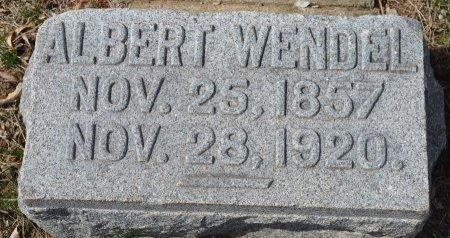 ALBERT WENDEL
NOV. 25, 1857
NOV. 28, 1920.